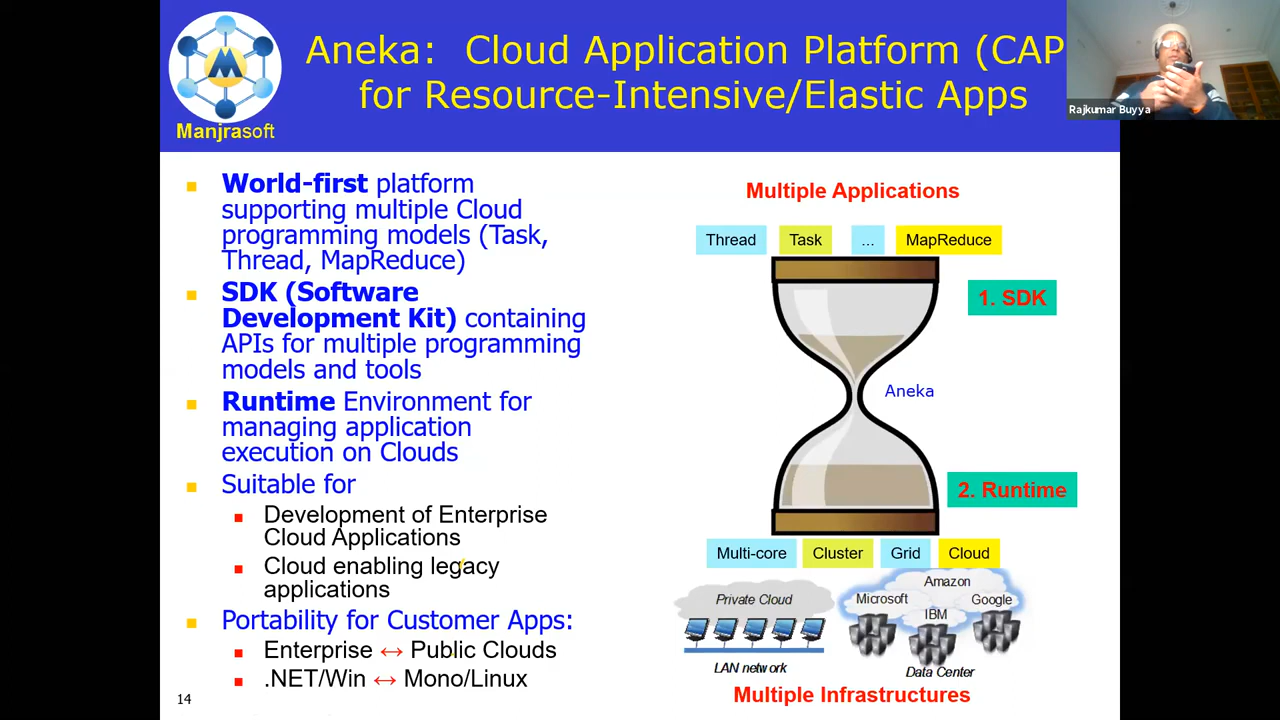 Aneka: Cloud Application Platform (CAP
for Resource-Intensive/Elastic Apps
Manjrasoft
Rajkumar Buyya
World-first platform
supporting multiple Cloud
programming models (Task,
Thread, MapReduce)
SDK (Software
Development Kit) containing
APIs for multiple programming
models and tools
Runtime Environment for
managing application
execution on Clouds
Suitable for
Development of Enterprise
Cloud Applications
Cloud enabling legacy
applications
Portability for Customer Apps:
Enterprise ↔ Public Clouds
.NET/Win ↔ Mono/Linux
14
Multiple Applications
Thread Task ... MapReduce
1. SDK
Aneka
2. Runtime
Multi-core Cluster Grid Cloud
Private Cloud
LAN network
Amazon
Microsoft Google
IBM
Data Center
Multiple Infrastructures